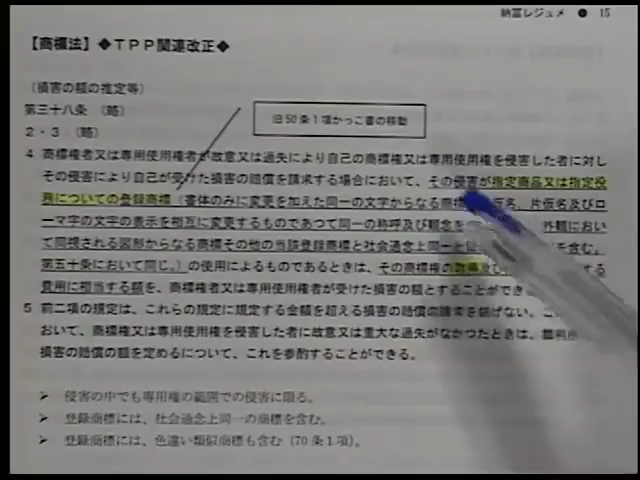 納冨レジュメ ● 15
【商標法】◆TPP関連改正◆
(損害の額の推定等)
第三十八条 (略)
旧50条1項かっこ書の移動
2・3 (略)
4 商標権者又は専用使用権者が故意又は過失により自己の商標権又は専用使用権を侵害した者に対し
その侵害により自己が受けた損害の賠償を請求する場合において、その侵害が指定商品又は指定役
務についての登録商標(書体のみに変更を加えた同一の文字からなる商標 仮名、片仮名及びロ
ーマ字の文字の表示を相互に変更するものであつて同一の称呼及び観念を 外観におい
て同視される図形からなる商標その他の当該登録商標と社会通念上同一と を含む。
第五十条において同じ。)の使用によるものであるときは、その商標権の取得及び する
費用に相当する額を、商標権者又は専用使用権者が受けた損害の額とすることができ
5 前二項の規定は、これらの規定に規定する金額を超える損害の賠償の請求を妨げない。こ
おいて、商標権又は専用使用権を侵害した者に故意又は重大な過失がなかつたときは、裁判所
損害の賠償の額を定めるについて、これを参酌することができる。
➤ 侵害の中でも専用権の範囲での侵害に限る。
➤ 登録商標には、社会通念上同一の商標を含む。
➤ 登録商標には、色違い類似商標も含む(70条1項)。